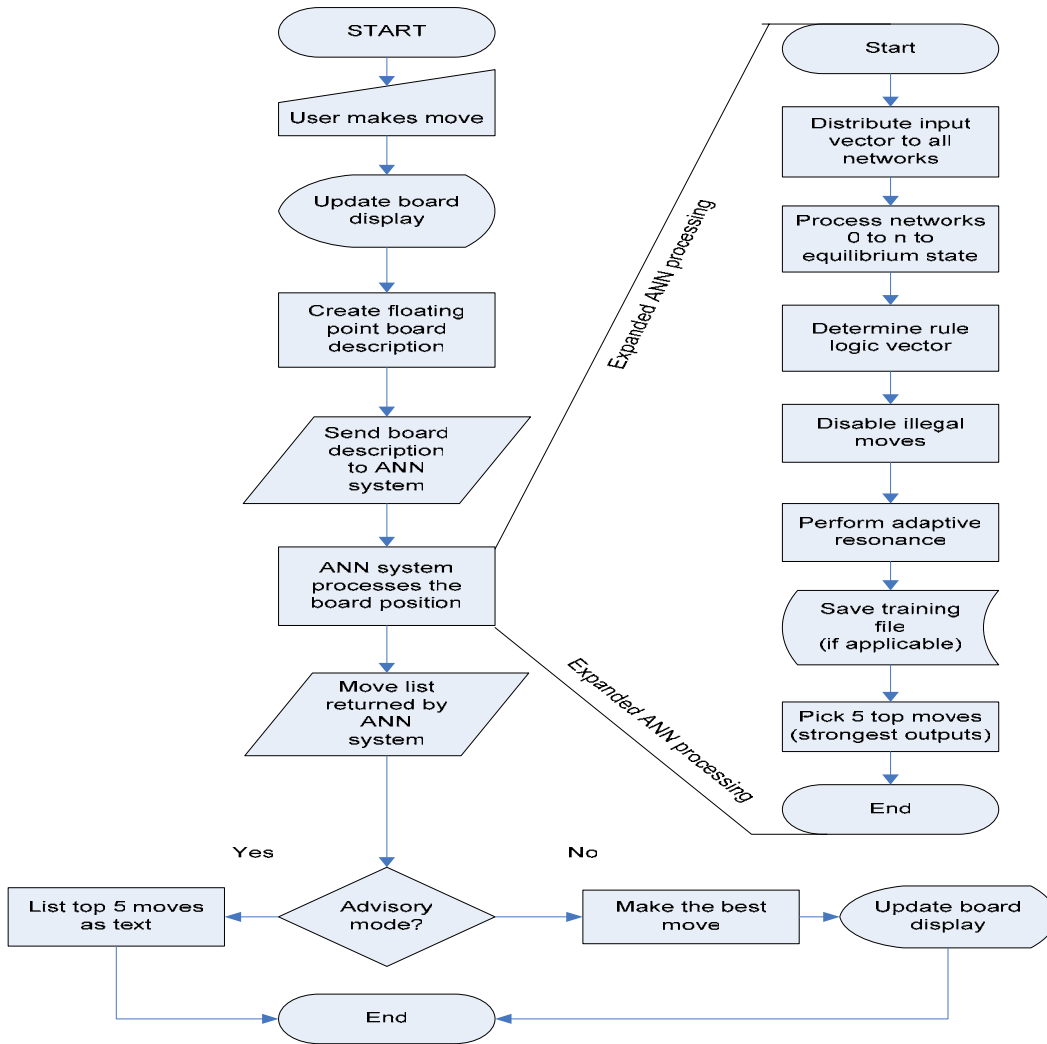 START
User makes move
Update board
display
Create floating
point board
description
Send board
description
to ANN
system
ANN system
processes the
board position
Move list
returned by
ANN
system
Advisory
mode?
Yes
No
List top 5 moves
as text
Make the best
move
Update board
display
End
Expanded ANN processing
Expanded ANN processing
Start
Distribute input
vector to all
networks
Process networks
0 to n to
equilibrium state
Determine rule
logic vector
Disable illegal
moves
Perform adaptive
resonance
Save training
file
(if applicable)
Pick 5 top moves
(strongest outputs)
End